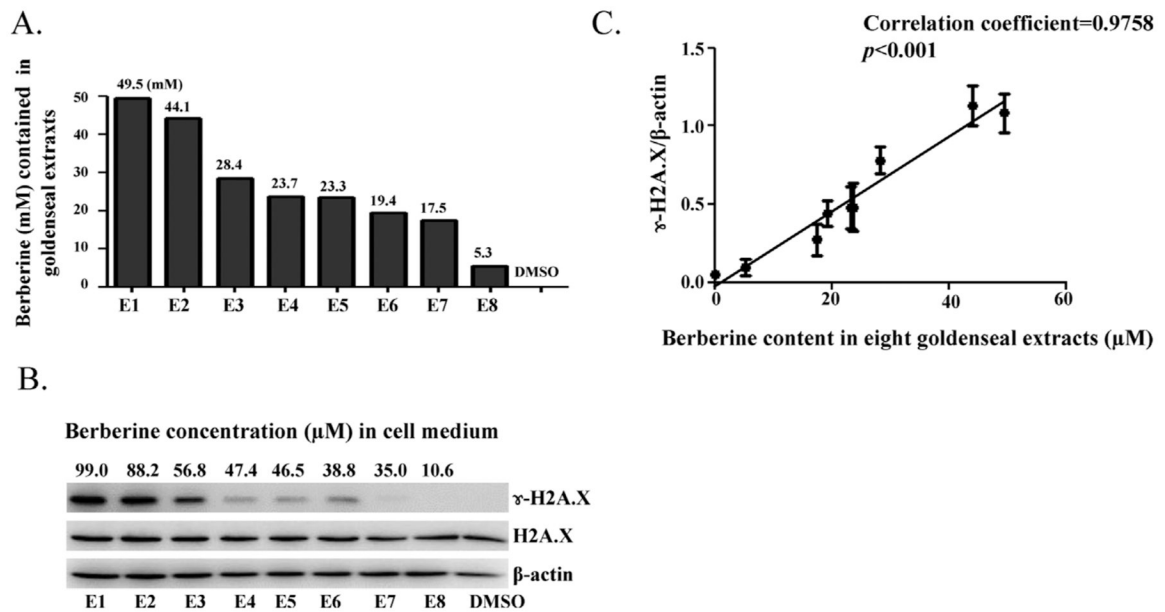 A.
Berberine (mM) contained in
goldenseal extraxts
50
40
30
20
10
0
49.5 (mM)
44.1
28.4
23.7
23.3
19.4
17.5
5.3
DMSO
E1 E2 E3 E4 E5 E6 E7 E8
B.
Berberine concentration (μM) in cell medium
99.0 88.2 56.8 47.4 46.5 38.8 35.0 10.6
ɤ-H2A.X
H2A.X
β-actin
E1 E2 E3 E4 E5 E6 E7 E8 DMSO
C.
Correlation coefficient=0.9758
p<0.001
ɤ-H2A.X/β-actin
1.5
1.0
0.5
0.0
0 20 40 60
Berberine content in eight goldenseal extracts (μM)